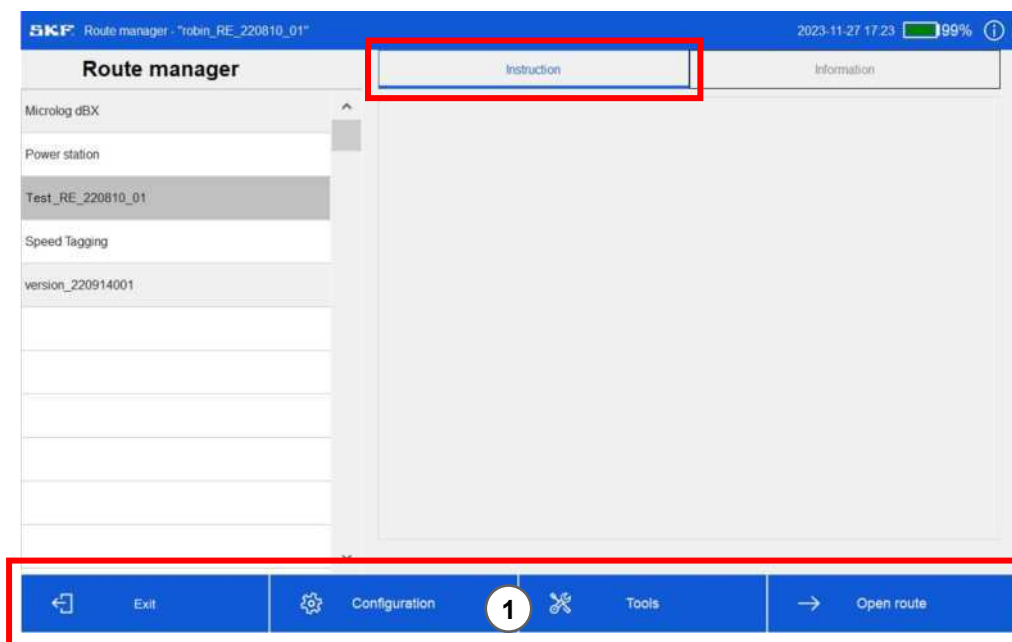 SKF Route manager - "robin_RE_220810_01" 2023-11-27 17:23 99%
Route manager
Instruction
Information
Microlog dBX
Power station
Test_RE_220810_01
Speed Tagging
version_220914001
Exit
Configuration
1
Tools
Open route